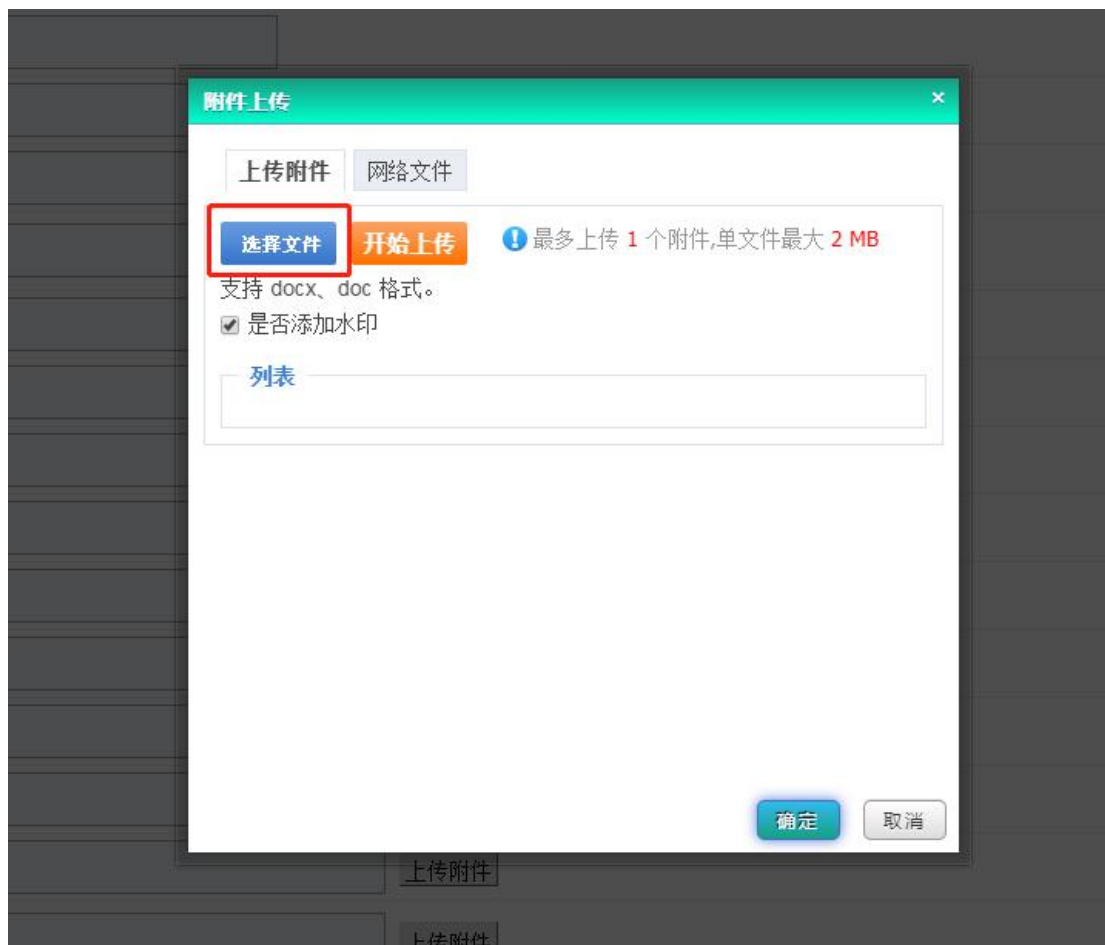 附件上传 ×
上传附件 网络文件
选择文件 开始上传 最多上传 1 个附件,单文件最大 2 MB
支持 docx、doc 格式。
是否添加水印
列表
确定 取消
上传附件
上传附件